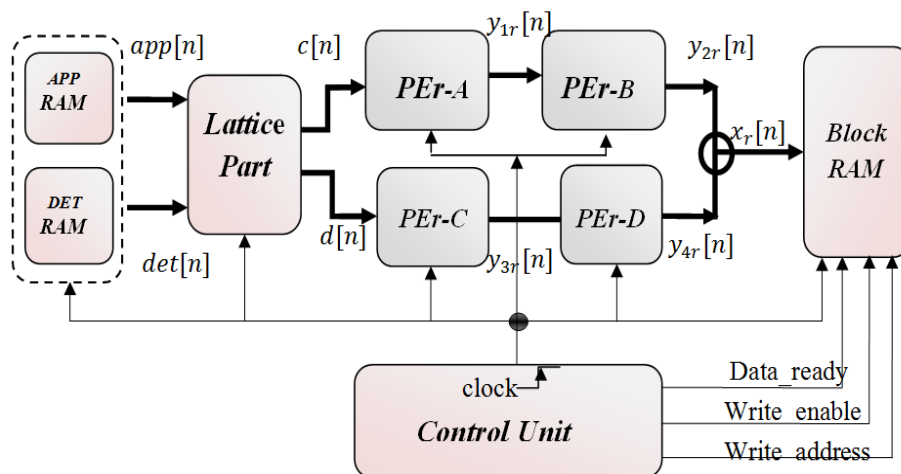 app[n]
c[n]
y1r[n]
y2r[n]
APP
RAM
Lattice
Part
PEr-A
PEr-B
xr[n]
Block
RAM
DET
RAM
det[n]
d[n]
PEr-C
PEr-D
y3r[n]
y4r[n]
clock
Control Unit
Data_ready
Write_enable
Write_address